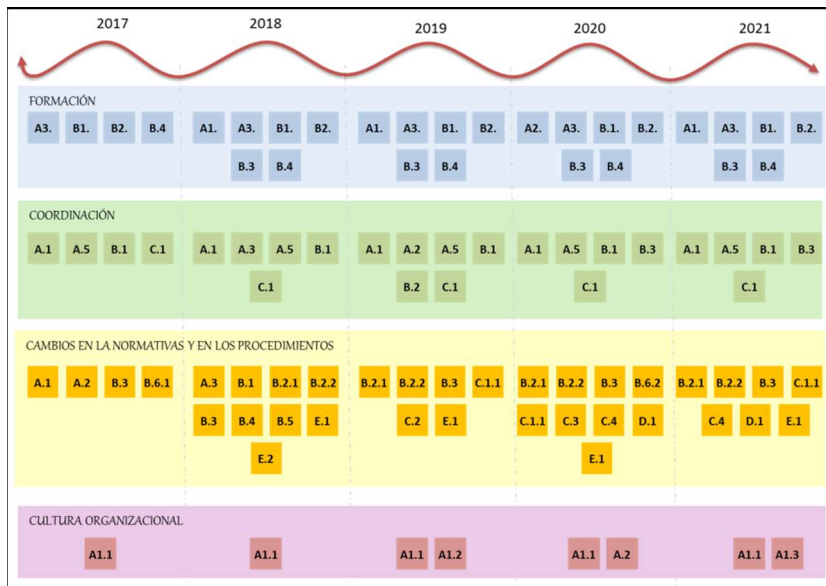 2017 2018 2019 2020 2021
FORMACIÓN
A3. B1. B2. B.4 A1. A3. B1. B2. A1. A3. B1. B2. A2. A3. B.1. B.2. A1. A3. B1. B.2.
B.3 B.4 B.3 B.4 B.3 B.4 B.3 B.4
COORDINACIÓN
A.1 A.5 B.1 C.1 A.1 A.3 A.5 B.1 A.1 A.2 A.5 B.1 A.1 A.5 B.1 B.3 A.1 A.5 B.1 B.3
C.1 B.2 C.1 C.1 C.1
CAMBIOS EN LA NORMATIVAS Y EN LOS PROCEDIMIENTOS
A.1 A.2 B.3 B.6.1 A.3 B.1 B.2.1 B.2.2 B.2.1 B.2.2 B.3 C.1.1 B.2.1 B.2.2 B.3 B.6.2 B.2.1 B.2.2 B.3 C.1.1
B.3 B.4 B.5 E.1 C.2 E.1 C.1.1 C.3 C.4 D.1 C.4 D.1 E.1
E.2 E.1
CULTURA ORGANIZACIONAL
A1.1 A1.1 A1.1 A1.2 A1.1 A.2 A1.1 A1.3